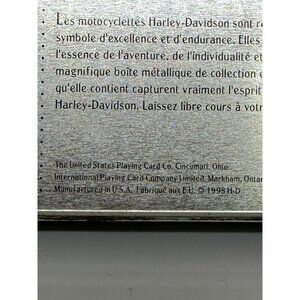 Les motocyclettes Harley-Davidson sont r
symbole d'excellence et d'endurance. Elles
l'essence de l'aventure, de l'individualité et
magnifique boîte métallique de collection e
qu'elle contient capturent vraiment l'esprit
Harley-Davidson. Laissez libre cours à votr
The United States Playing Card Co. Cincinnati, Ohio
International Playing Card Company Limited, Markham, Ontar
Manufactured in U.S.A. Fabriqué aux É.U. © 1998 H-D